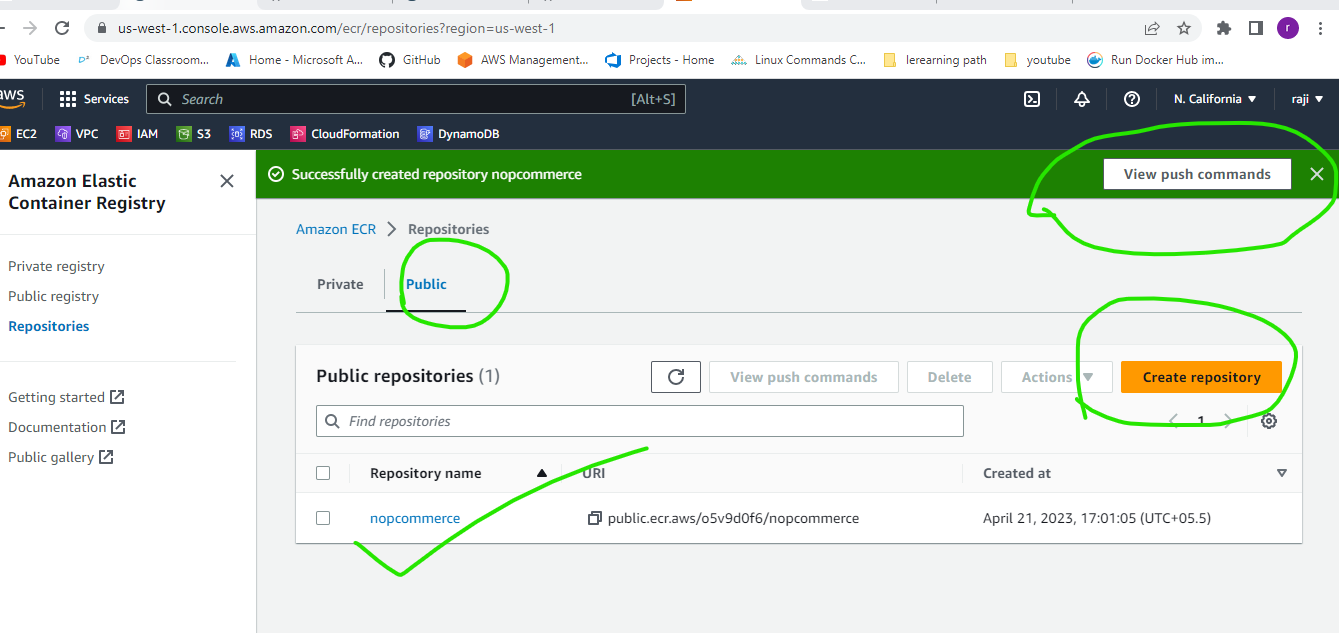 us-west-1.console.aws.amazon.com/ecr/repositories?region=us-west-1
r
YouTube DevOps Classroom... Home - Microsoft A... GitHub AWS Management... Projects - Home Linux Commands C... lerearning path youtube Run Docker Hub im...
aws Services Search [Alt+S] N. California raji
EC2 VPC IAM S3 RDS CloudFormation DynamoDB
Amazon Elastic
Container Registry
Private registry
Public registry
Repositories
Getting started
Documentation
Public gallery
Successfully created repository nopcommerce View push commands
Amazon ECR Repositories
Private Public
Public repositories (1) View push commands Delete Actions Create repository
Find repositories 1
Repository name URI Created at
nopcommerce public.ecr.aws/o5v9d0f6/nopcommerce April 21, 2023, 17:01:05 (UTC+05.5)